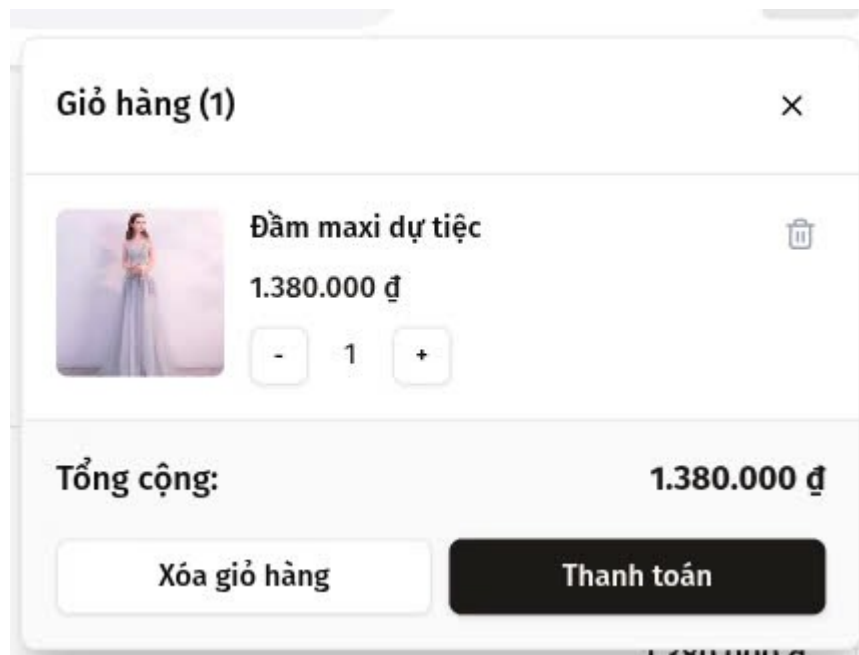 Giỏ hàng (1)
Đầm maxi dự tiệc
1.380.000 ₫
- 1 +
Tổng cộng:
1.380.000 ₫
Xóa giỏ hàng
Thanh toán